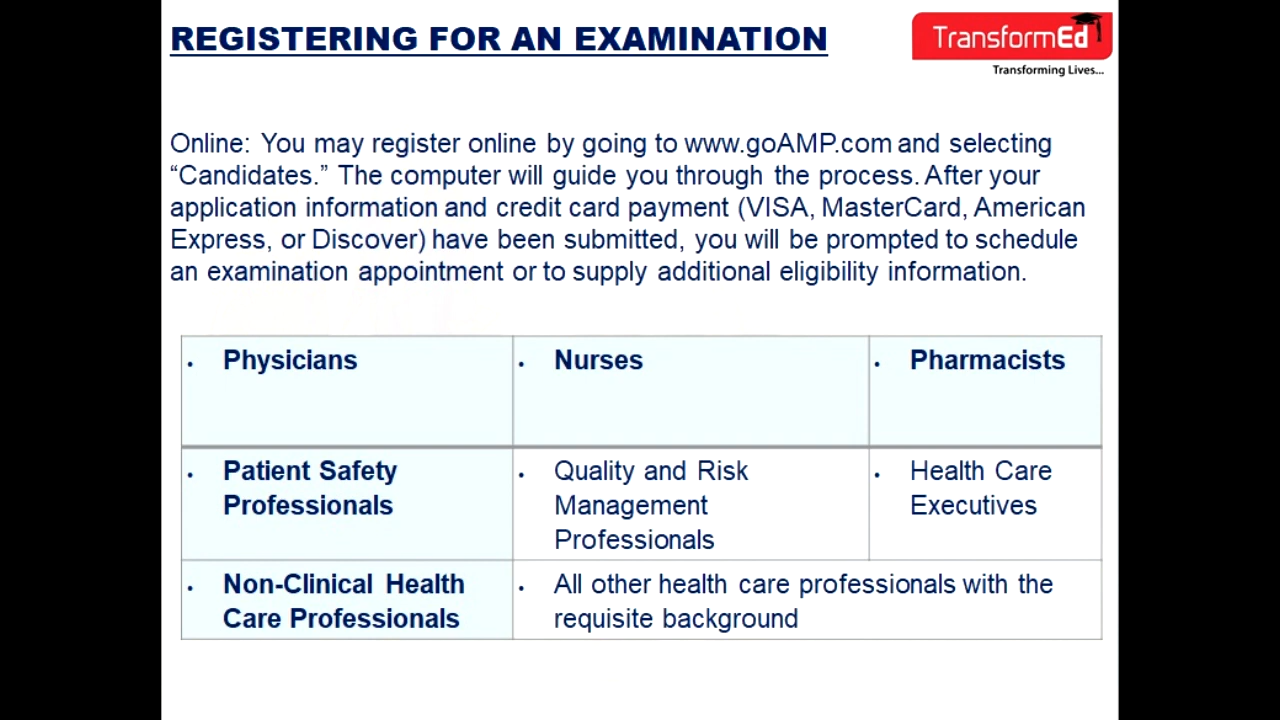 REGISTERING FOR AN EXAMINATION
TransformEd
Transforming Lives...
Online: You may register online by going to www.goAMP.com and selecting
“Candidates.” The computer will guide you through the process. After your
application information and credit card payment (VISA, MasterCard, American
Express, or Discover) have been submitted, you will be prompted to schedule
an examination appointment or to supply additional eligibility information.
• Physicians
• Nurses
• Pharmacists
• Patient Safety
Professionals
• Quality and Risk
Management
Professionals
• Health Care
Executives
• Non-Clinical Health
Care Professionals
• All other health care professionals with the
requisite background